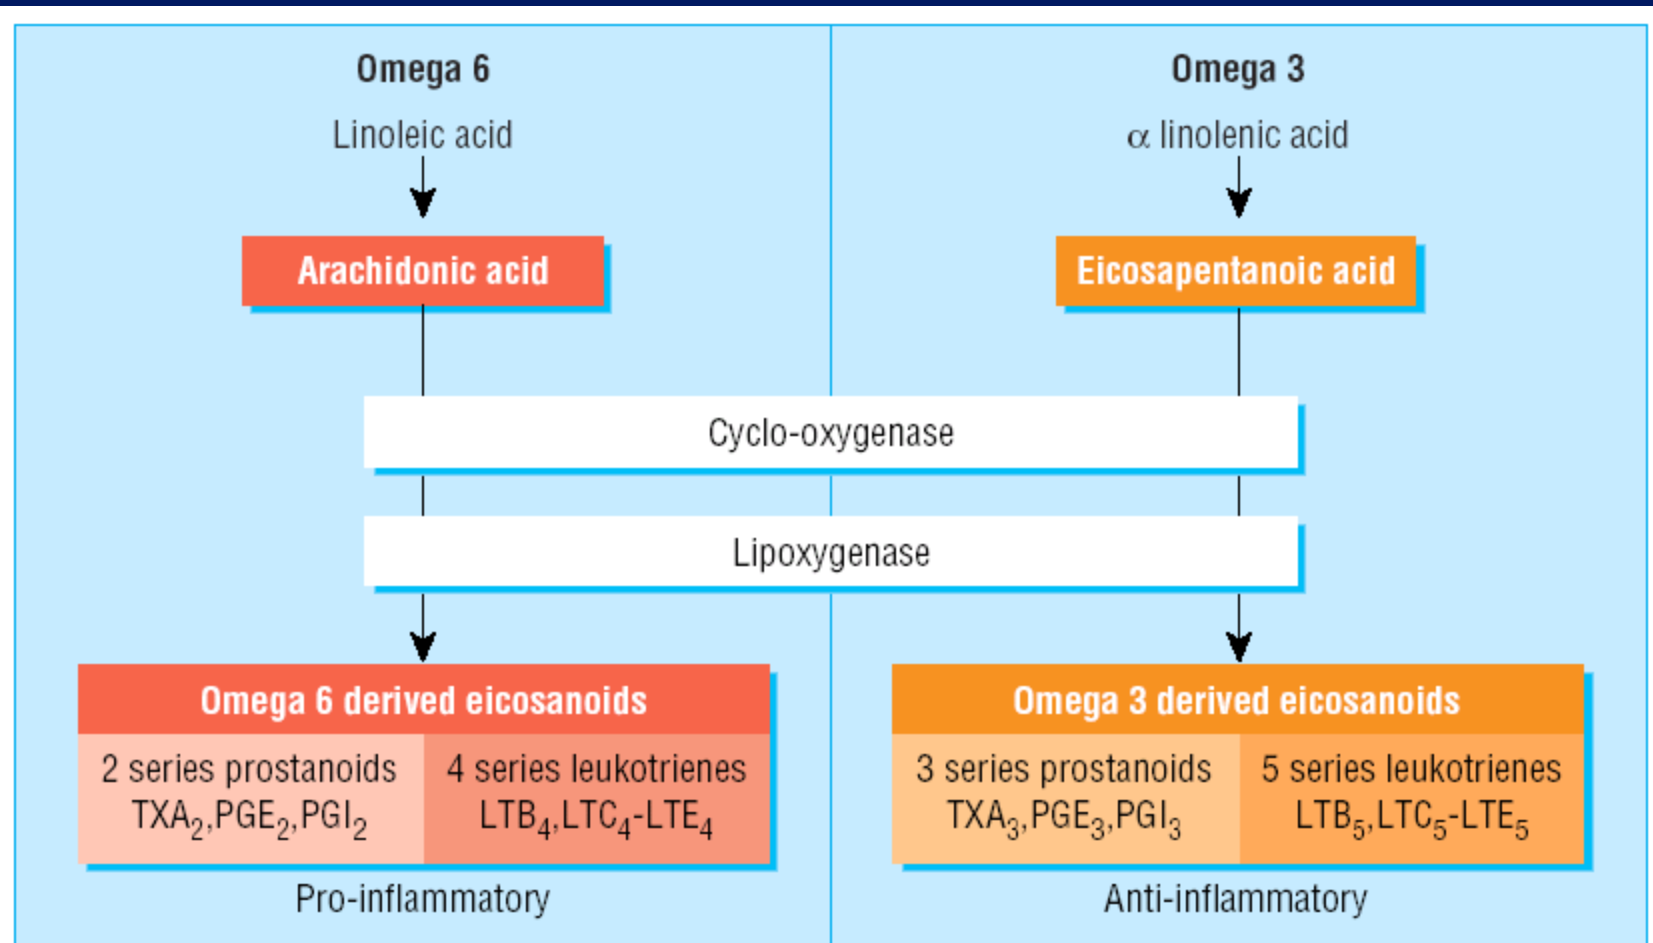 Omega 6
Linoleic acid
Arachidonic acid
Omega 3
α linolenic acid
Eicosapentanoic acid
Cyclo-oxygenase
Lipoxygenase
Omega 6 derived eicosanoids
2 series prostanoids
TXA₂,PGE₂,PGI₂
4 series leukotrienes
LTB₄,LTC₄-LTE₄
Pro-inflammatory
Omega 3 derived eicosanoids
3 series prostanoids
TXA₃,PGE₃,PGI₃
5 series leukotrienes
LTB₅,LTC₅-LTE₅
Anti-inflammatory